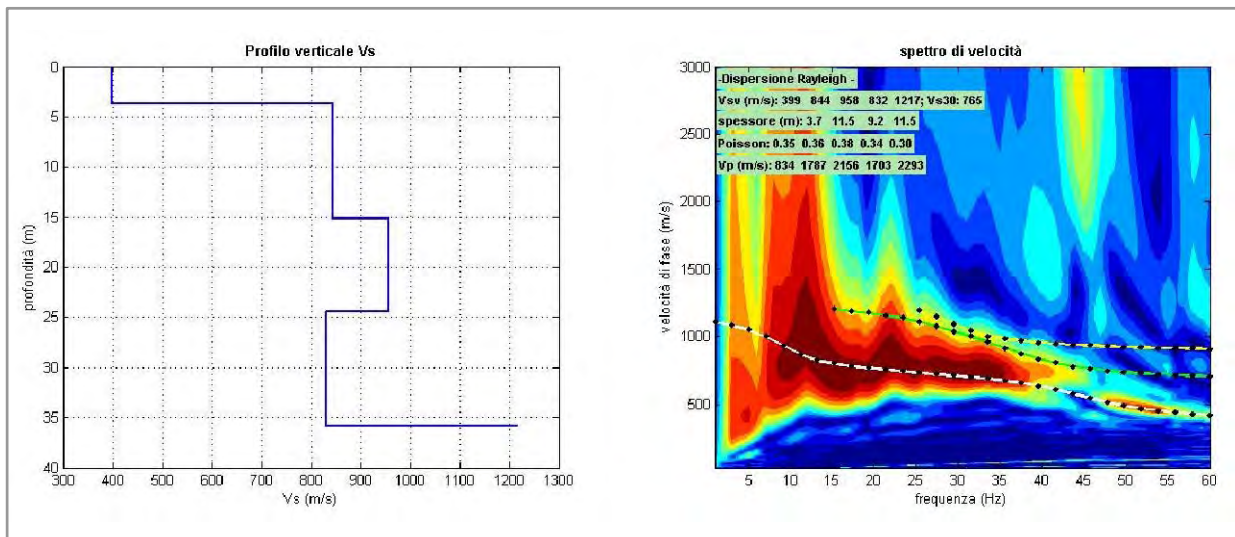 Profilo verticale Vs
0
5
10
15
20
25
30
35
40
profondità (m)
300 400 500 600 700 800 900 1000 1100 1200 1300
Vs (m/s)
spettro di velocità
-Dispersione Rayleigh -
Vsv (m/s): 399 844 958 832 1217; Vs30: 765
spessore (m): 3.7 11.5 9.2 11.5
Poisson: 0.35 0.36 0.38 0.34 0.30
Vp (m/s): 834 1787 2156 1703 2293
3000
2500
2000
1500
1000
500
velocità di fase (m/s)
5 10 15 20 25 30 35 40 45 50 55 60
frequenza (Hz)